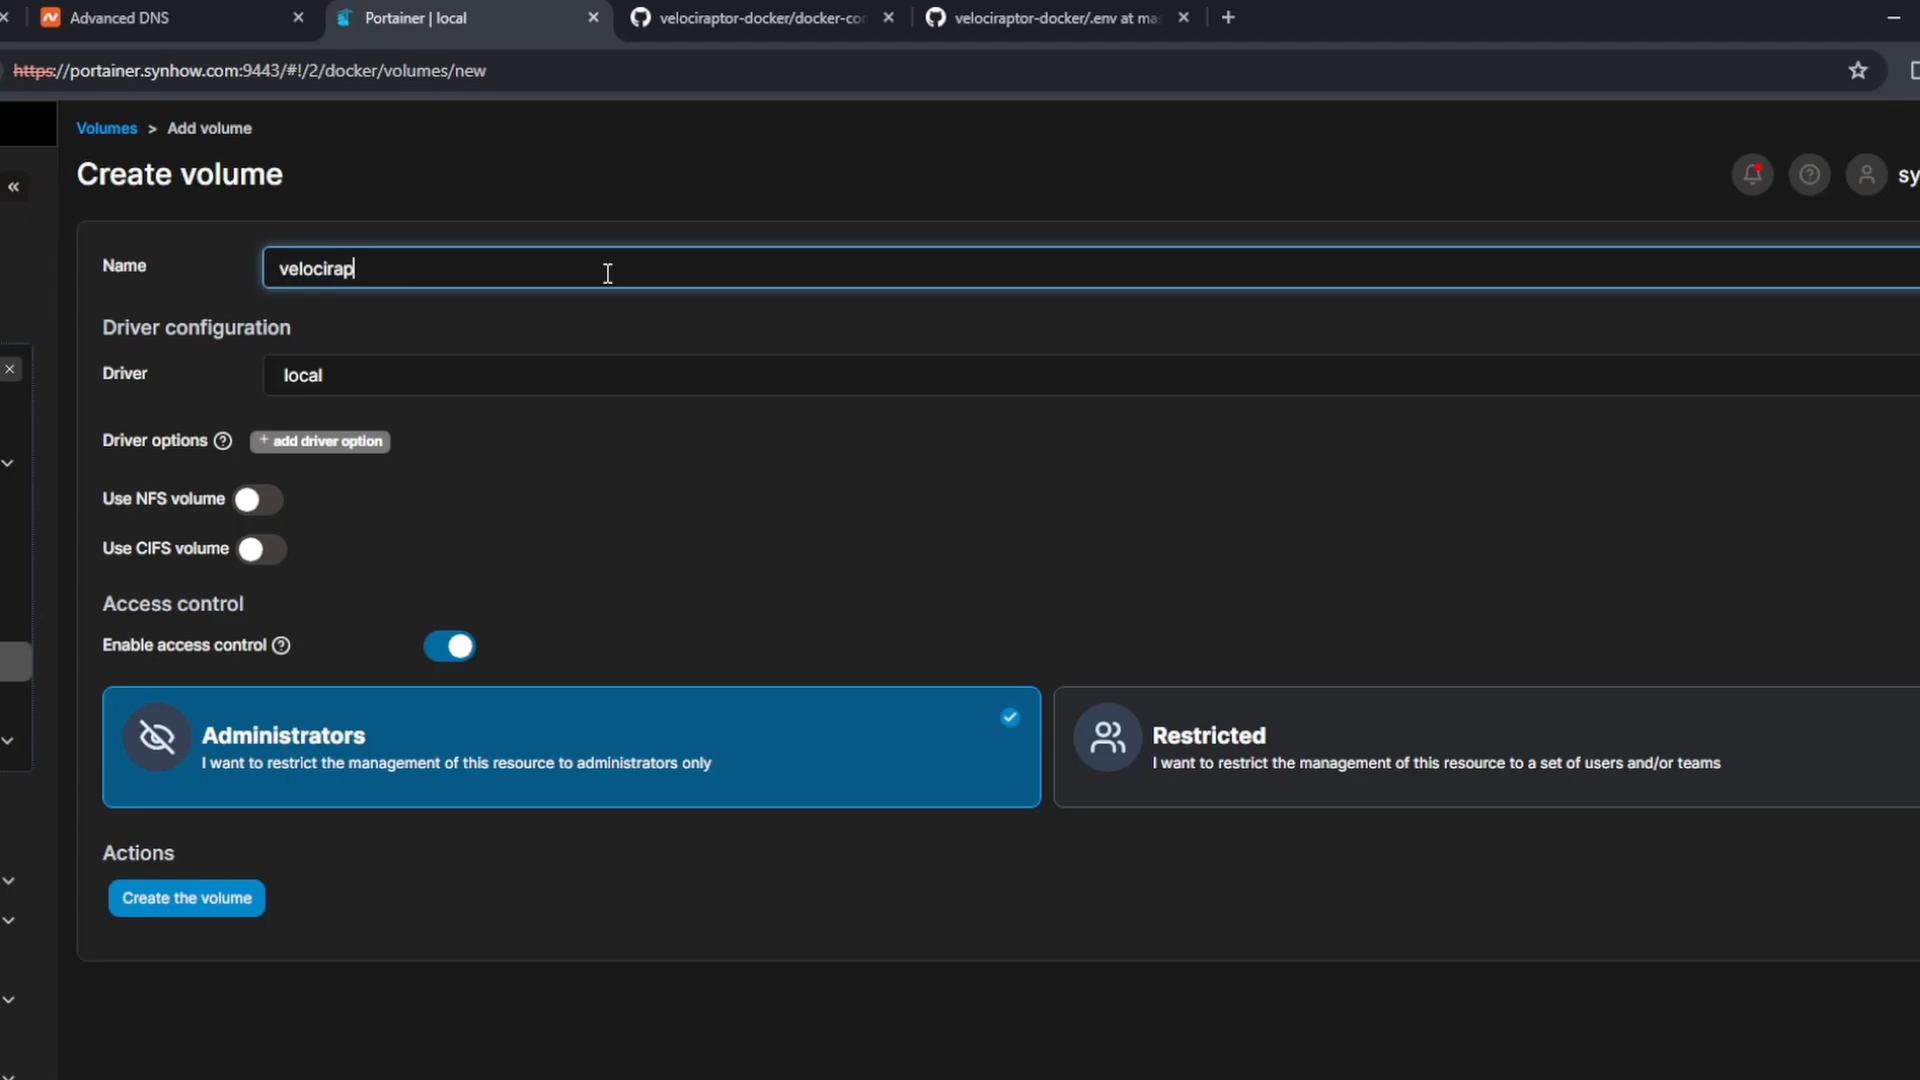 Advanced DNS
Portainer | local
velociraptor-docker/docker-con
velociraptor-docker/.env at mas
https://portainer.synhow.com:9443/#!/2/docker/volumes/new
Volumes > Add volume
Create volume
sy
Name
velocirap
Driver configuration
Driver
local
Driver options
+ add driver option
Use NFS volume
Use CIFS volume
Access control
Enable access control
Administrators
I want to restrict the management of this resource to administrators only
Restricted
I want to restrict the management of this resource to a set of users and/or teams
Actions
Create the volume